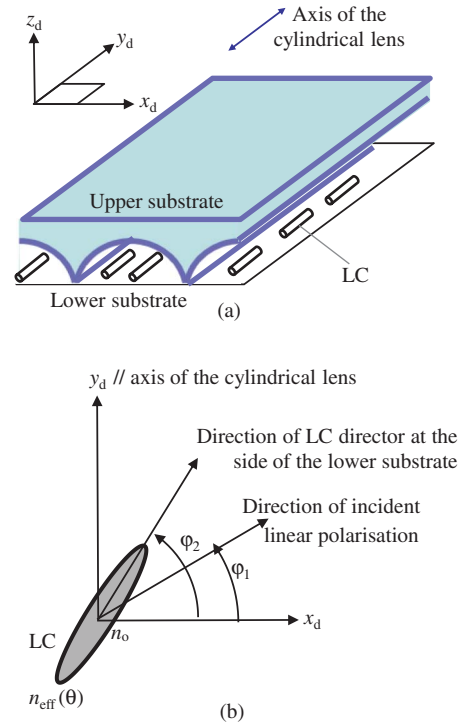 (a)
z_d
y_d
x_d
Axis of the
cylindrical lens
Upper substrate
LC
Lower substrate
(a)
y_d // axis of the cylindrical lens
Direction of LC director at the
side of the lower substrate
Direction of incident
linear polarisation
φ_2
φ_1
x_d
n_o
LC
n_eff(θ)
(b)